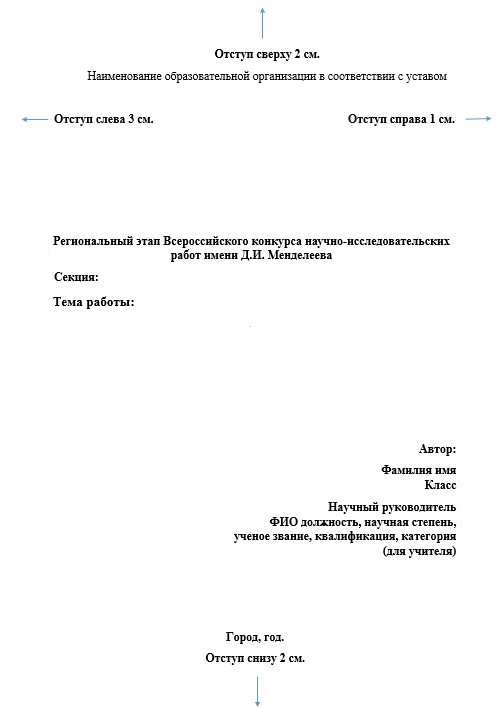 Отступ сверху 2 см.
Наименование образовательной организации в соответствии с уставом
Отступ слева 3 см.
Отступ справа 1 см.
Региональный этап Всероссийского конкурса научно-исследовательских
работ имени Д.И. Менделеева
Секция:
Тема работы:
Автор:
Фамилия имя
Класс
Научный руководитель
ФИО должность, научная степень,
ученое звание, квалификация, категория
(для учителя)
Город, год.
Отступ снизу 2 см.